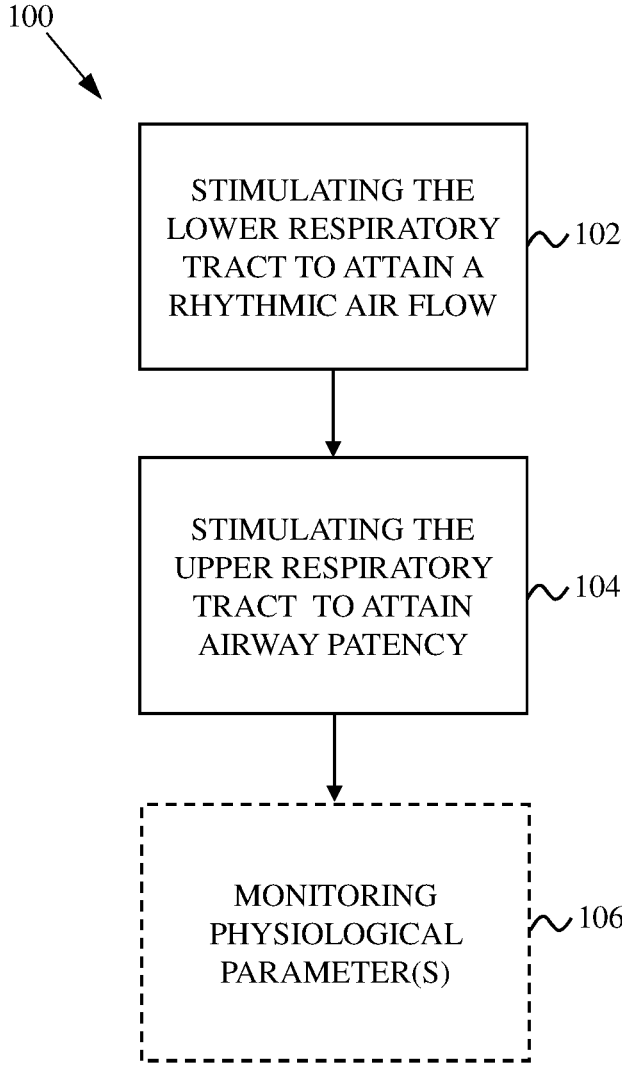 100
STIMULATING THE
LOWER RESPIRATORY
TRACT TO ATTAIN A
RHYTHMIC AIR FLOW
102
STIMULATING THE
UPPER RESPIRATORY
TRACT TO ATTAIN
AIRWAY PATENCY
104
MONITORING
PHYSIOLOGICAL
PARAMETER(S)
106